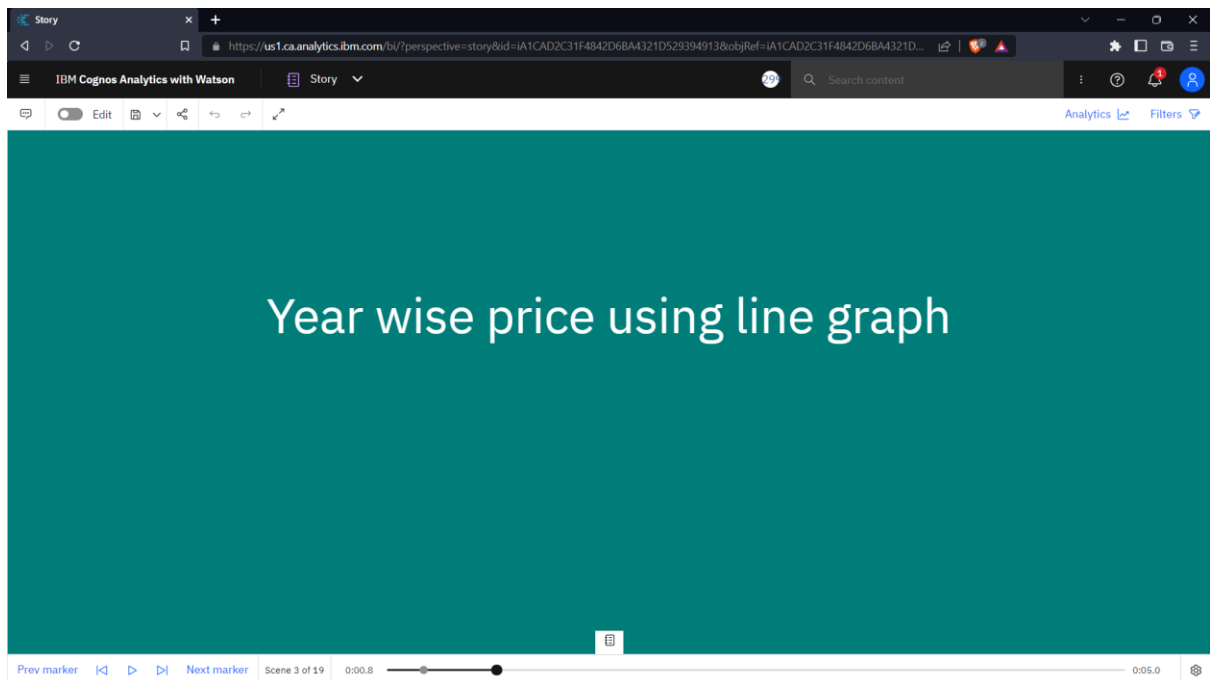 Story
https://us1.ca.analytics.ibm.com/bi/?perspective=story&id=iA1CAD2C31F4842D6BA4321D529394913&objRef=iA1CAD2C31F4842D6BA4321D...
IBM Cognos Analytics with Watson
Story
299
Search content
1
Edit
Analytics
Filters
Year wise price using line graph
Prev marker
Next marker
Scene 3 of 19
0:00.8
0:05.0